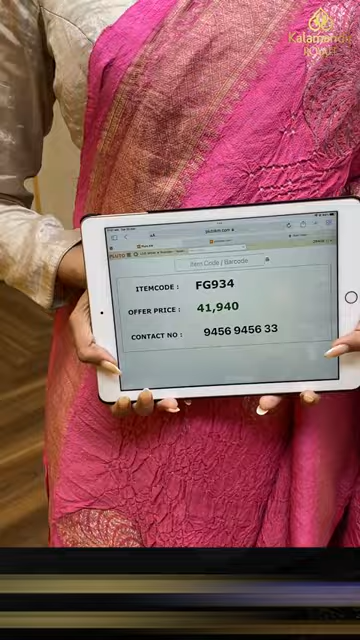 Kalamandir
ROYALE
Item Code / Barcode
ITEMCODE : FG934
OFFER PRICE : 41,940
CONTACT NO : 9456 9456 33